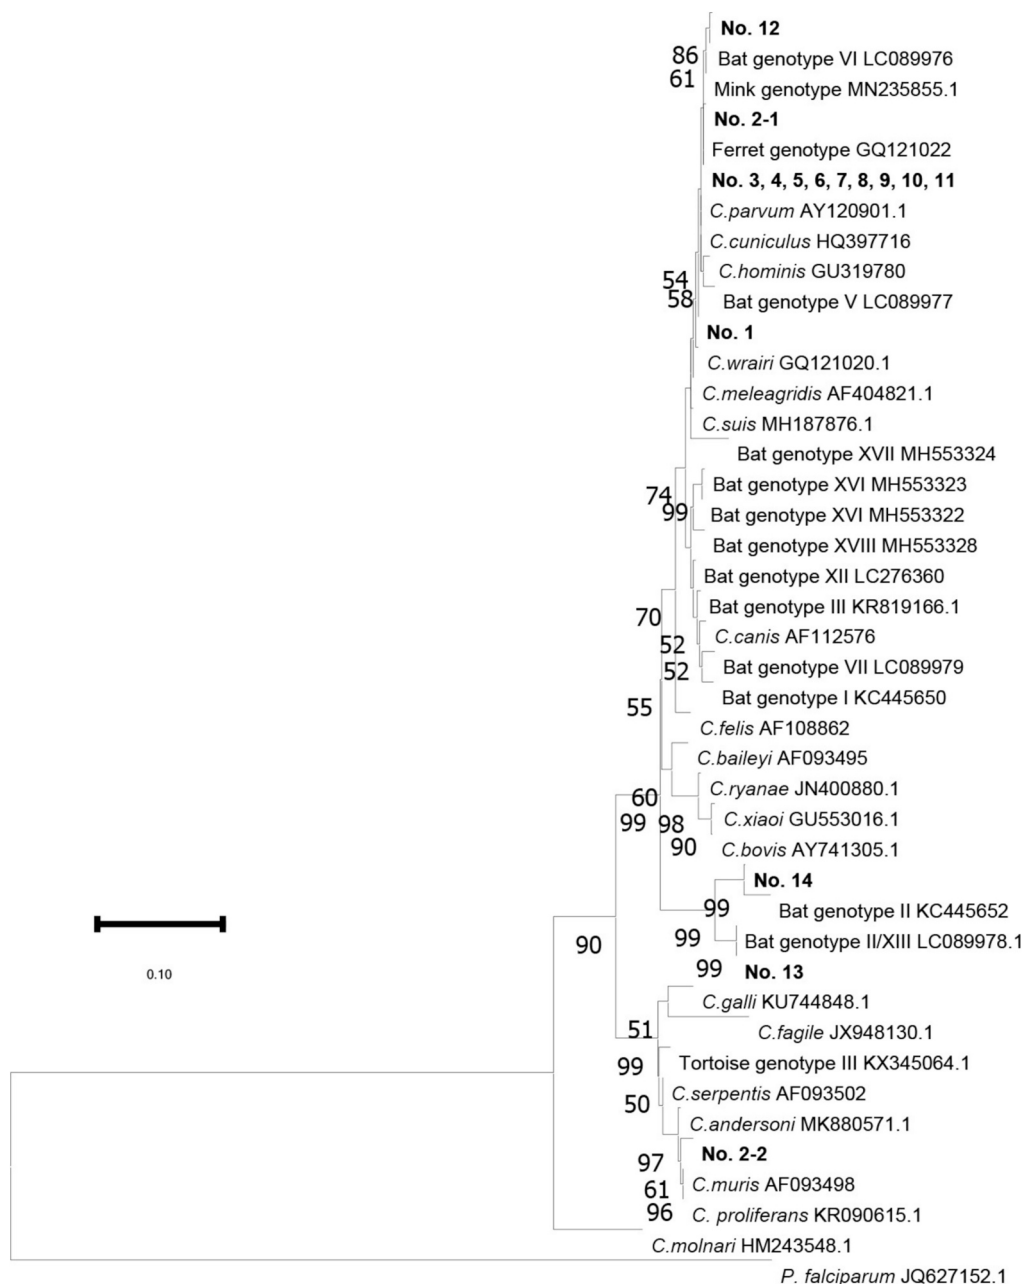 No. 12
86
Bat genotype VI LC089976
61
Mink genotype MN235855.1
No. 2-1
Ferret genotype GQ121022
No. 3, 4, 5, 6, 7, 8, 9, 10, 11
C.parvum AY120901.1
C.cuniculus HQ397716
C.hominis GU319780
54
58
Bat genotype V LC089977
No. 1
C.wrairi GQ121020.1
C.meleagridis AF404821.1
C.suis MH187876.1
Bat genotype XVII MH553324
Bat genotype XVI MH553323
74
99
Bat genotype XVI MH553322
Bat genotype XVIII MH553328
Bat genotype XII LC276360
Bat genotype III KR819166.1
70
C.canis AF112576
52
Bat genotype VII LC089979
52
Bat genotype I KC445650
55
C.felis AF108862
C.baileyi AF093495
C.ryanae JN400880.1
60
C.xiaoi GU553016.1
99
98
90
C.bovis AY741305.1
No. 14
99
Bat genotype II KC445652
99
Bat genotype II/XIII LC089978.1
90
99
No. 13
0.10
C.galli KU744848.1
51
C.fagile JX948130.1
99
Tortoise genotype III KX345064.1
C.serpentis AF093502
50
C.andersoni MK880571.1
No. 2-2
97
61
C.muris AF093498
96
C. proliferans KR090615.1
C.molnari HM243548.1
P. falciparum JQ627152.1